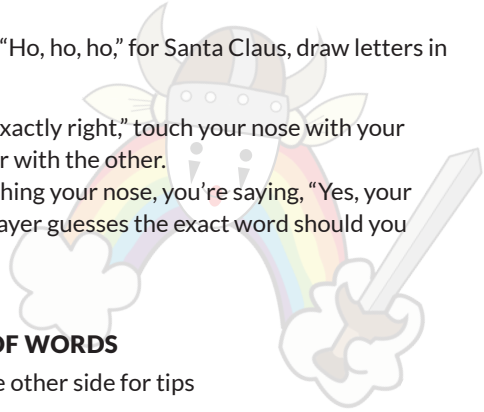 “Ho, ho, ho,” for Santa Claus, draw letters in
xactly right,” touch your nose with your
r with the other.
hing your nose, you’re saying, “Yes, your
ayer guesses the exact word should you
OF WORDS
e other side for tips